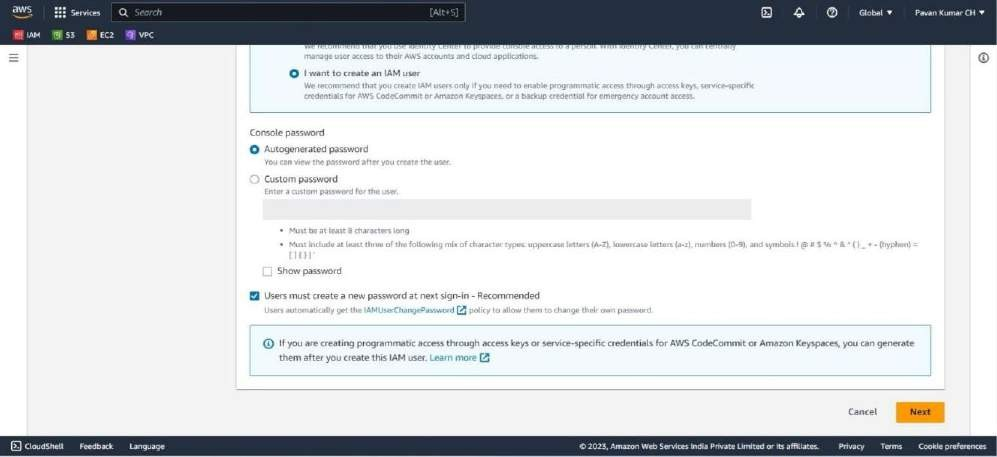 aws
Services
Search
[Alt+S]
Global
Pavan Kumar CH
IAM
S3
EC2
VPC
We recommend that you use Identity Center to provide console access to a person. With Identity Center, you can centrally
manage user access to their AWS accounts and cloud applications.
I want to create an IAM user
We recommend that you create IAM users only if you need to enable programmatic access through access keys, service-specific
credentials for AWS CodeCommit or Amazon Keyspaces, or a backup credential for emergency account access.
Console password
Autogenerated password
You can view the password after you create the user.
Custom password
Enter a custom password for the user.
• Must be at least 8 characters long
• Must include at least three of the following mix of character types: uppercase letters (A-Z), lowercase letters (a-z), numbers (0-9), and symbols ! @ # $ % ^ & * ( ) _ + - (hyphen) =
[ ] { } | '
Show password
Users must create a new password at next sign-in - Recommended
Users automatically get the IAMUserChangePassword policy to allow them to change their own password.
If you are creating programmatic access through access keys or service-specific credentials for AWS CodeCommit or Amazon Keyspaces, you can generate
them after you create this IAM user. Learn more
Cancel
Next
CloudShell
Feedback
Language
© 2023, Amazon Web Services India Private Limited or its affiliates.
Privacy
Terms
Cookie preferences